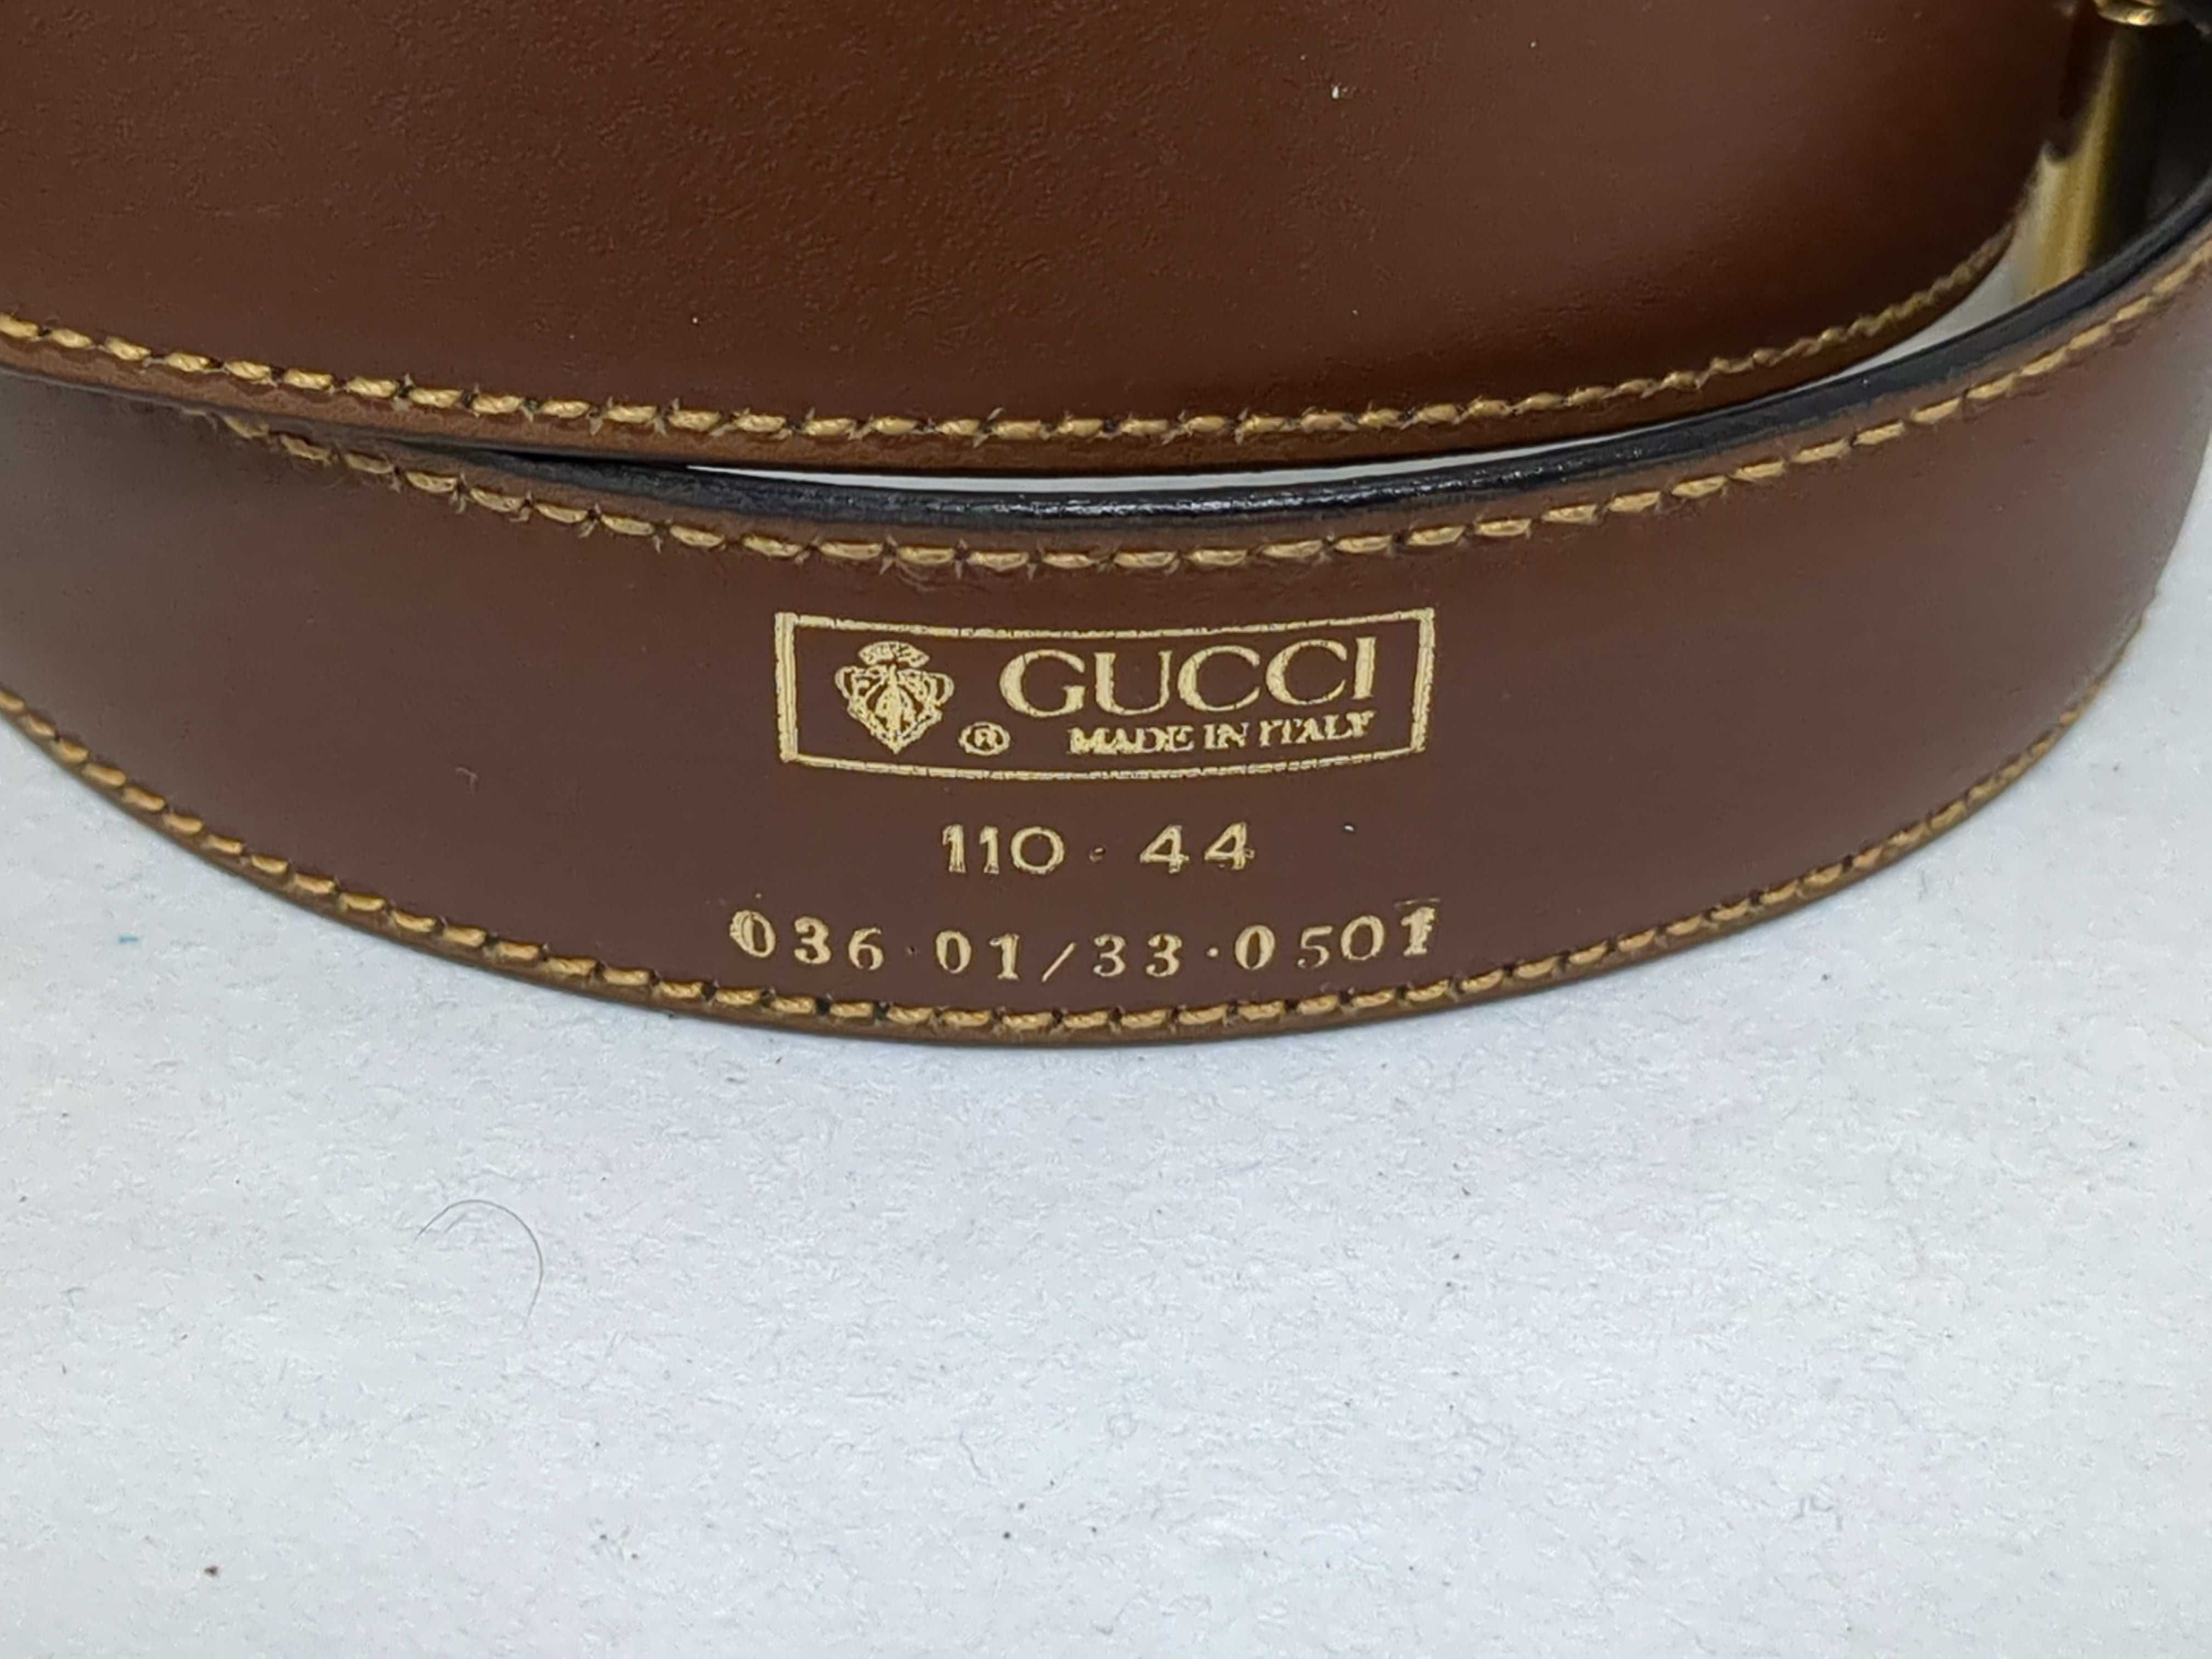 ® GUCCI
MADE IN ITALY
110 · 44
036·01/33·0501